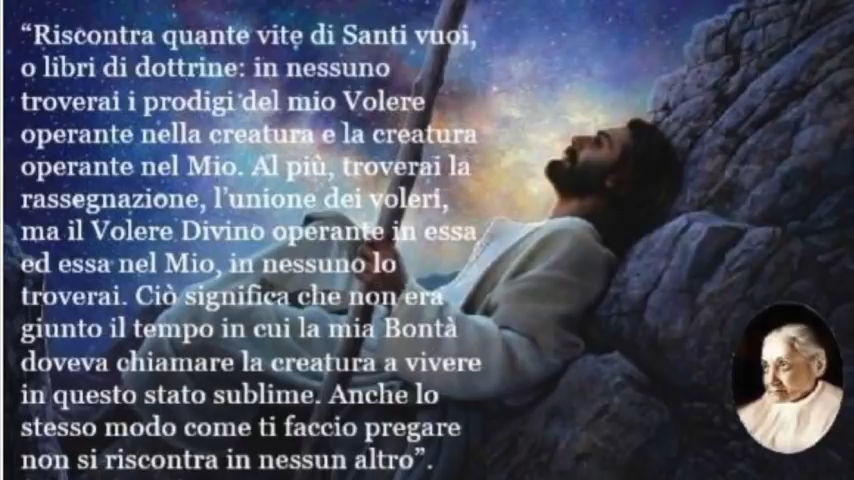 “Riscontra quante vite di Santi vuoi,
o libri di dottrine: in nessuno
troverai i prodigi del mio Volere
operante nella creatura e la creatura
operante nel Mio. Al più, troverai la
rassegnazione, l’unione dei voleri,
ma il Volere Divino operante in essa
ed essa nel Mio, in nessuno lo
troverai. Ciò significa che non era
giunto il tempo in cui la mia Bontà
doveva chiamare la creatura a vivere
in questo stato sublime. Anche lo
stesso modo come ti faccio pregare
non si riscontra in nessun altro”.